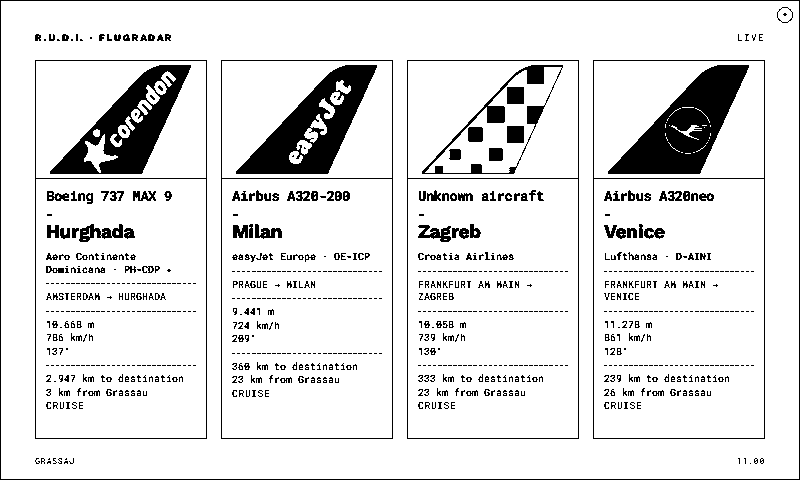 R.U.D.I. · FLUGRADAR
LIVE
corendon
Boeing 737 MAX 9
-
Hurghada
Aero Continente
Dominicana · PH-CDP ✦
AMSTERDAM → HURGHADA
10.668 m
786 km/h
137°
2.947 km to destination
3 km from Grassau
CRUISE
easyJet
Airbus A320-200
-
Milan
easyJet Europe · OE-ICP
PRAGUE → MILAN
9.441 m
724 km/h
209°
360 km to destination
23 km from Grassau
CRUISE
Unknown aircraft
-
Zagreb
Croatia Airlines
FRANKFURT AM MAIN →
ZAGREB
10.058 m
739 km/h
130°
333 km to destination
23 km from Grassau
CRUISE
Airbus A320neo
-
Venice
Lufthansa · D-AINI
FRANKFURT AM MAIN →
VENICE
11.278 m
861 km/h
128°
239 km to destination
26 km from Grassau
CRUISE
GRASSAU
11.00